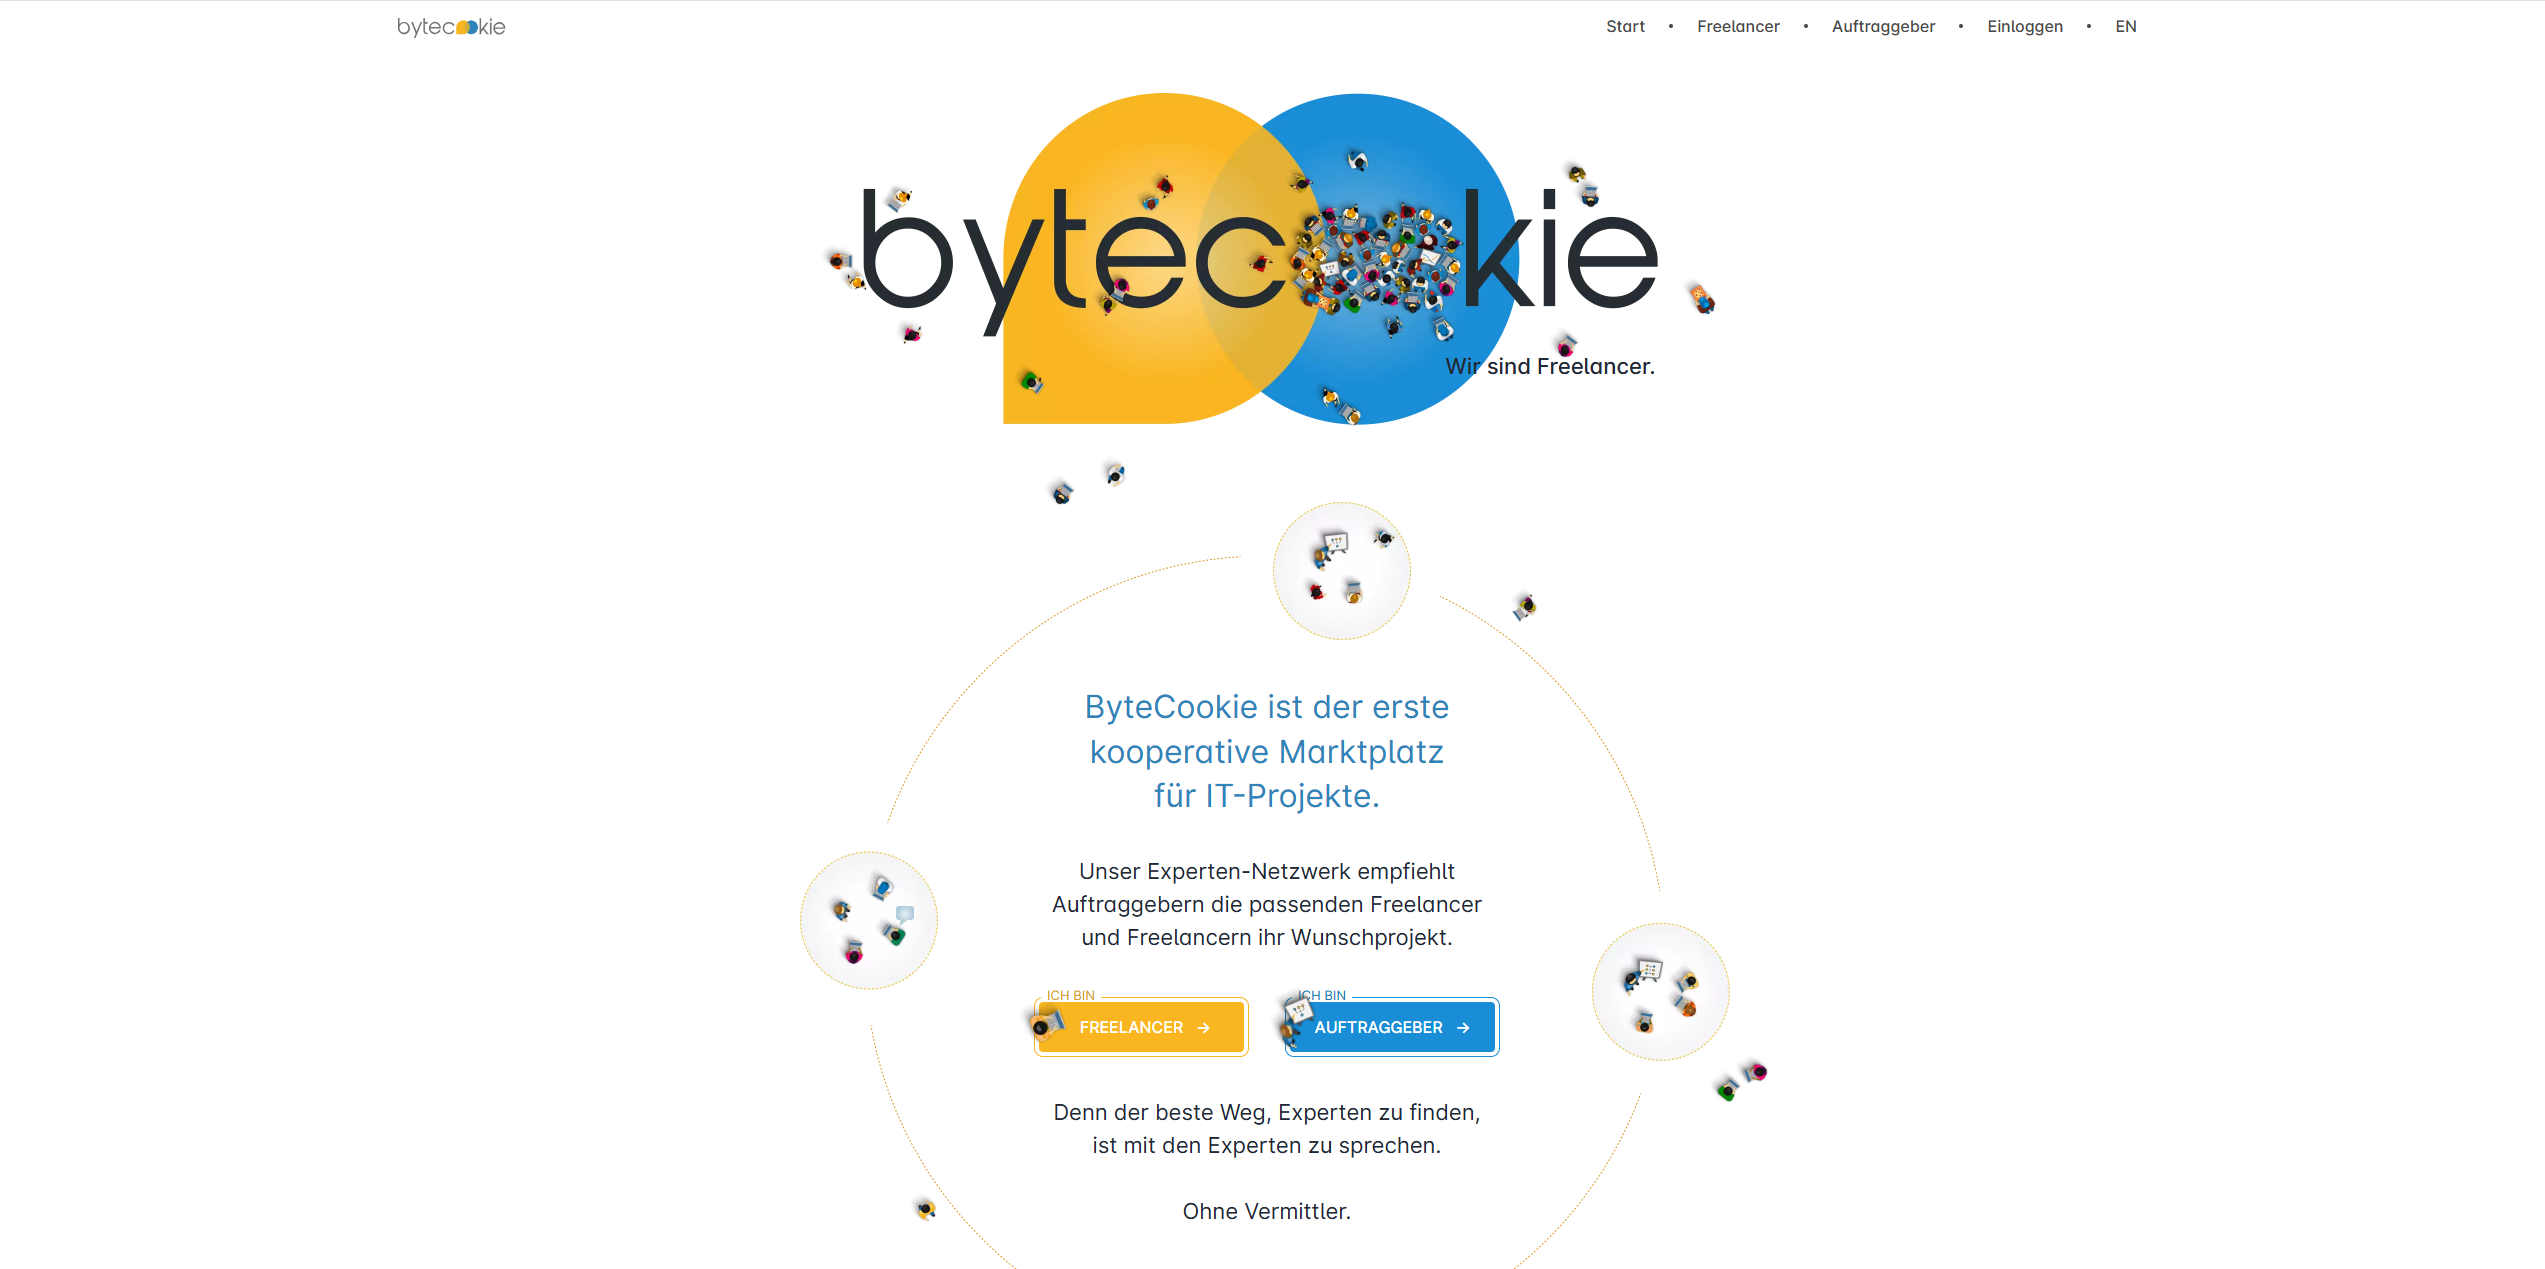 bytecookie
Start • Freelancer • Auftraggeber • Einloggen • EN
bytecookie
Wir sind Freelancer.
ByteCookie ist der erste
kooperative Marktplatz
für IT-Projekte.
Unser Experten-Netzwerk empfiehlt
Auftraggebern die passenden Freelancer
und Freelancern ihr Wunschprojekt.
ICH BIN
FREELANCER →
ICH BIN
AUFTRAGGEBER →
Denn der beste Weg, Experten zu finden,
ist mit den Experten zu sprechen.
Ohne Vermittler.